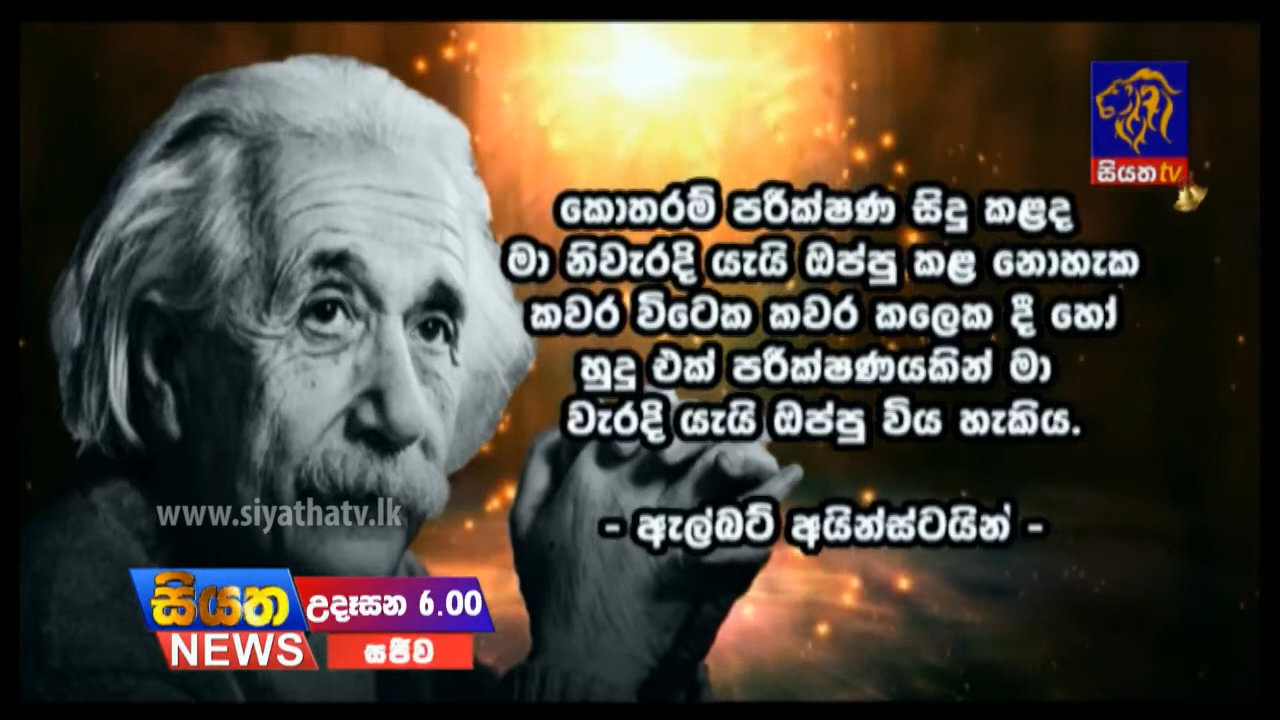 සියත tv
කොතරම් පරීක්ෂණ සිදු කළද
මා නිවැරදි යැයි ඔප්පු කළ නොහැක
කවර විටෙක කවර කලෙක දී හෝ
හුදු එක් පරීක්ෂණයකින් මා
වැරදි යැයි ඔප්පු විය හැකිය.
- ඇල්බට් අයින්ස්ටයින් -
www.siyathatv.lk
සියත උදෑසන 6.00
NEWS සජීව